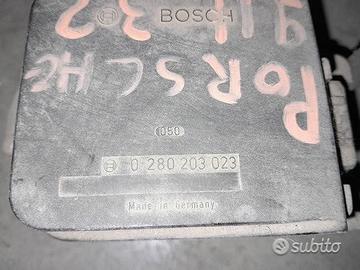 BOSCH
911 3.2
PORSCHE
050
0 280 203 023
Made in Germany
subito